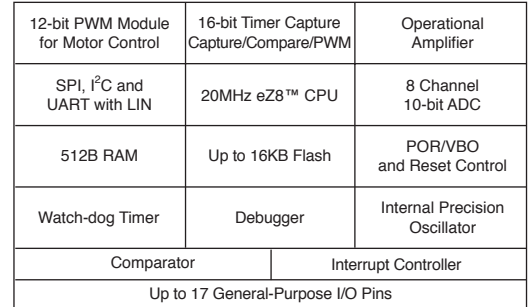 12-bit PWM Module
for Motor Control
16-bit Timer Capture
Capture/Compare/PWM
Operational
Amplifier
SPI, I²C and
UART with LIN
20MHz eZ8™ CPU
8 Channel
10-bit ADC
512B RAM
Up to 16KB Flash
POR/VBO
and Reset Control
Watch-dog Timer
Debugger
Internal Precision
Oscillator
Comparator
Interrupt Controller
Up to 17 General-Purpose I/O Pins